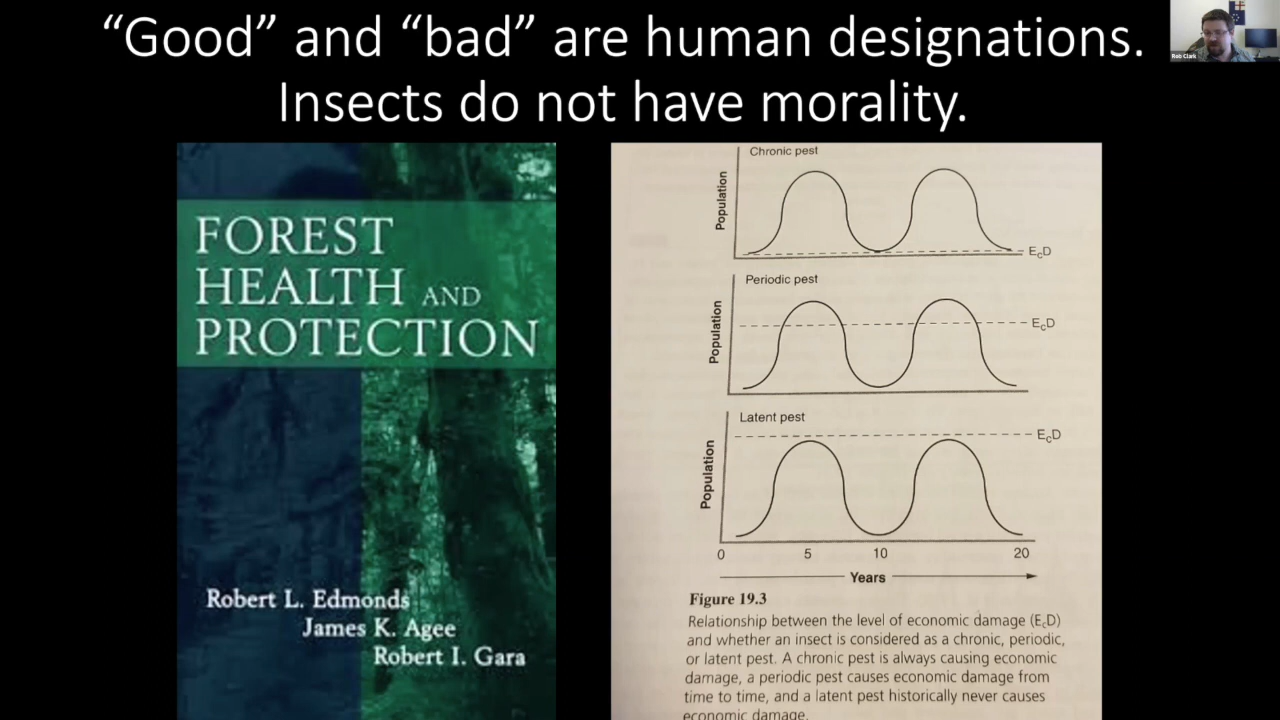 “Good” and “bad” are human designations.
Insects do not have morality.
Rob Clark
FOREST
HEALTH AND
PROTECTION
Robert L. Edmonds
James K. Agee
Robert I. Gara
Chronic pest
Population
EcD
Periodic pest
Population
EcD
Latent pest
Population
EcD
0 5 10 20
Years
Figure 19.3
Relationship between the level of economic damage (EcD)
and whether an insect is considered as a chronic, periodic,
or latent pest. A chronic pest is always causing economic
damage, a periodic pest causes economic damage from
time to time, and a latent pest historically never causes
economic damage.